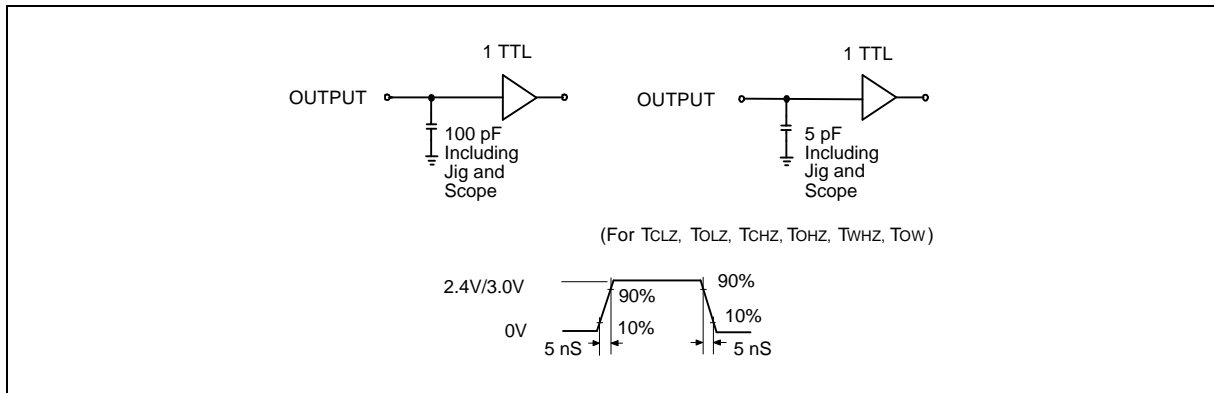 1 TTL
OUTPUT
100 pF
Including
Jig and
Scope
1 TTL
OUTPUT
5 pF
Including
Jig and
Scope
(For TCLZ, TOLZ, TCHZ, TOHZ, TWHZ, TOW)
2.4V/3.0V
90%
90%
0V
10%
10%
5 nS
5 nS